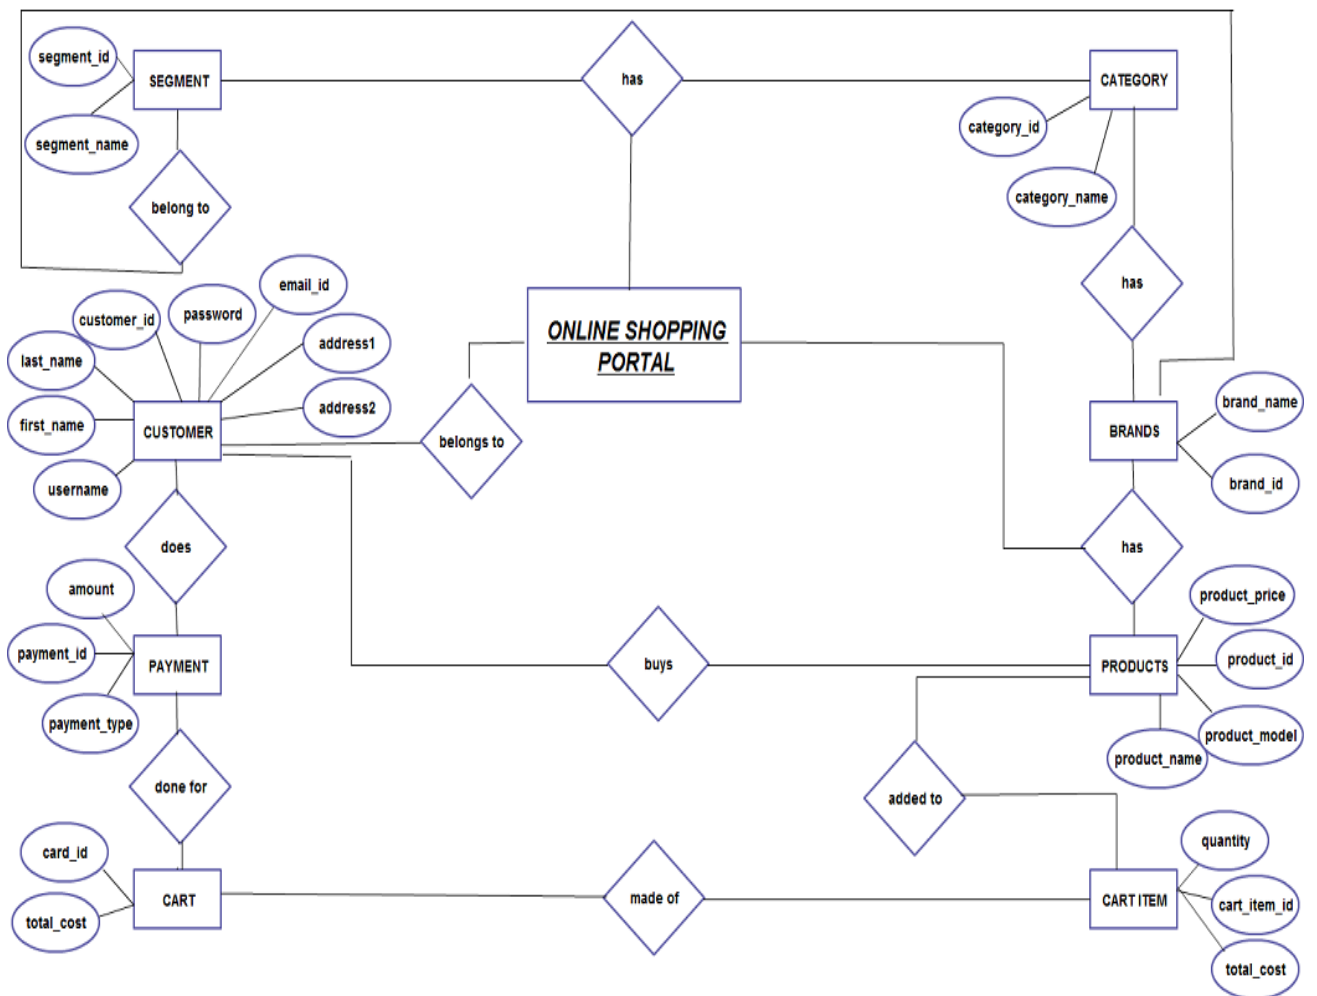 segment_id
SEGMENT
has
CATEGORY
segment_name
category_id
category_name
belong to
has
email_id
customer_id
password
ONLINE SHOPPING
PORTAL
last_name
address1
address2
first_name
CUSTOMER
belongs to
BRANDS
brand_name
username
brand_id
does
has
amount
product_price
payment_id
PAYMENT
buys
PRODUCTS
product_id
payment_type
product_model
product_name
done for
added to
card_id
quantity
CART
made of
CART ITEM
cart_item_id
total_cost
total_cost